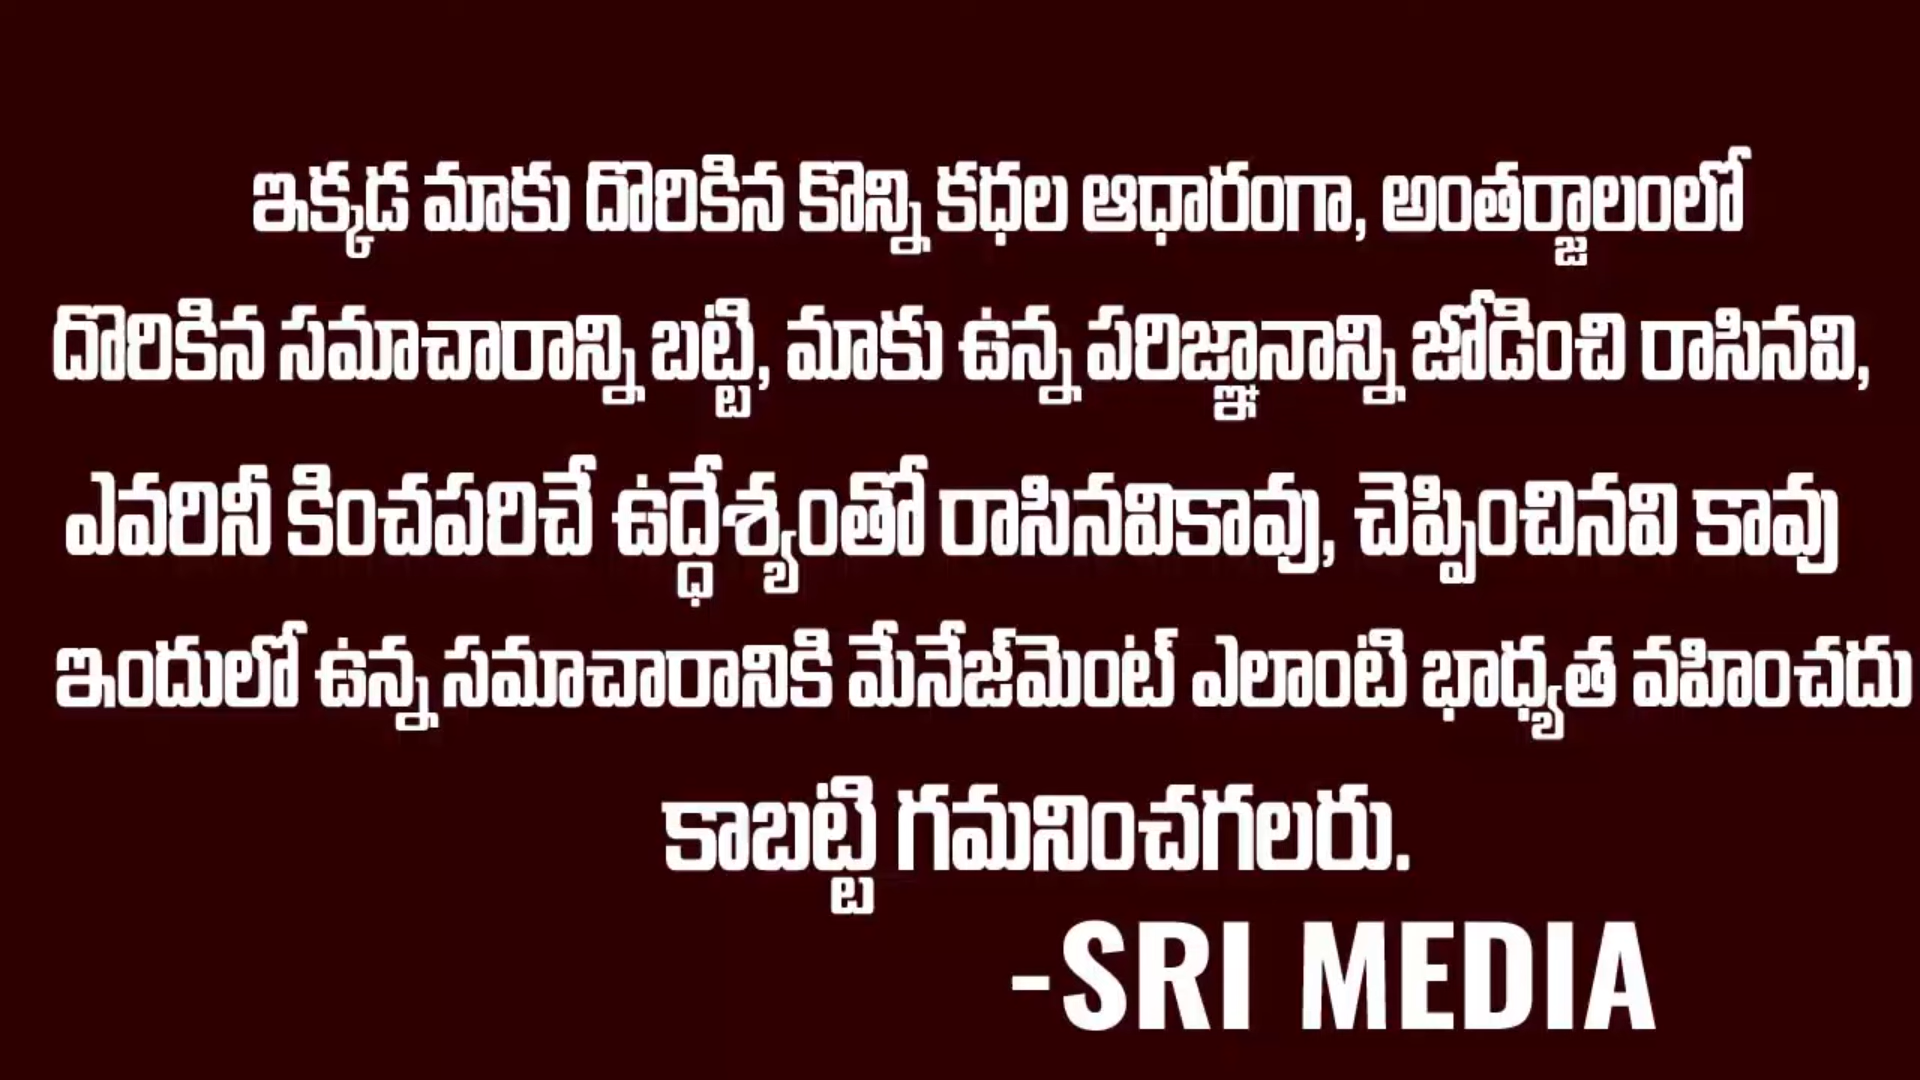 ఇక్కడ మాకు దొరికిన కొన్ని కధల ఆధారంగా, అంతర్జాలంలో
దొరికిన సమాచారాన్ని బట్టి, మాకు ఉన్న పరిజ్ఞానాన్ని జోడించి రాసినవి,
ఎవరినీ కించపరిచే ఉద్ధేశ్యంతో రాసినవికావు, చెప్పించినవి కావు
ఇందులో ఉన్న సమాచారానికి మేనేజ్‌మెంట్ ఎలాంటి భాధ్యత వహించదు
కాబట్టి గమనించగలరు.
-SRI MEDIA